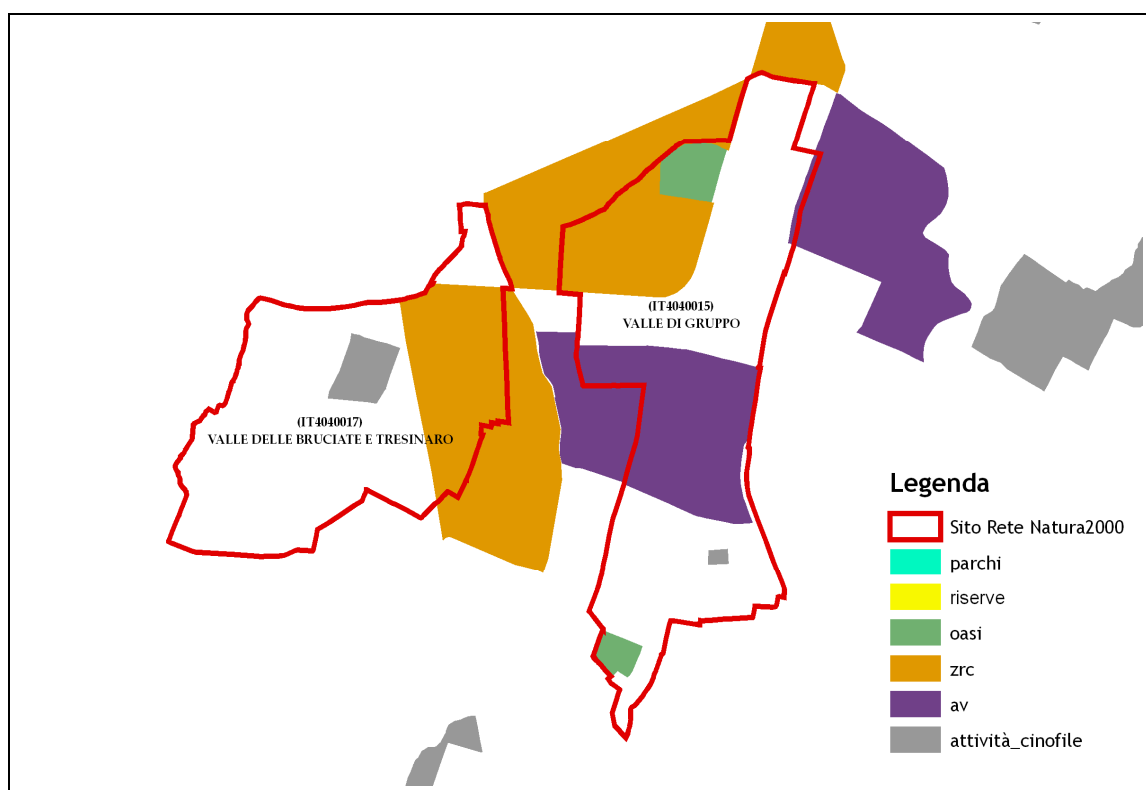 (IT4040015)
VALLE DI GRUPPO
(IT4040017)
VALLE DELLE BRUCIATE E TRESINARO
Legenda
Sito Rete Natura2000
parchi
riserve
oasi
zrc
av
attività_cinofile